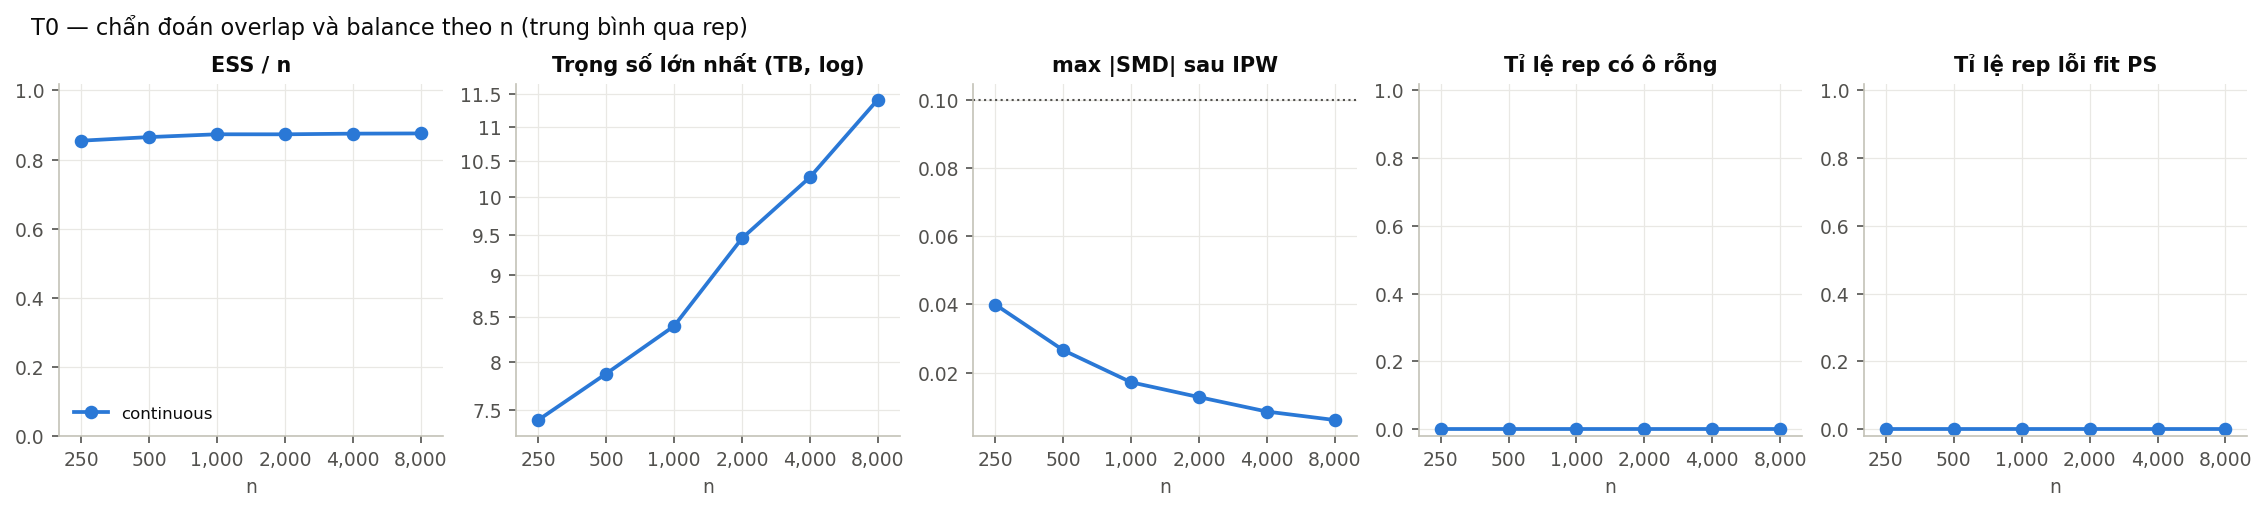 T0 — chẩn đoán overlap và balance theo n (trung bình qua rep)
ESS / n
1.0
0.8
0.6
0.4
0.2
0.0
continuous
250 500 1,000 2,000 4,000 8,000
n
Trọng số lớn nhất (TB, log)
11.5
11
10.5
10
9.5
9
8.5
8
7.5
250 500 1,000 2,000 4,000 8,000
n
max |SMD| sau IPW
0.10
0.08
0.06
0.04
0.02
250 500 1,000 2,000 4,000 8,000
n
Tỉ lệ rep có ô rỗng
1.0
0.8
0.6
0.4
0.2
0.0
250 500 1,000 2,000 4,000 8,000
n
Tỉ lệ rep lỗi fit PS
1.0
0.8
0.6
0.4
0.2
0.0
250 500 1,000 2,000 4,000 8,000
n